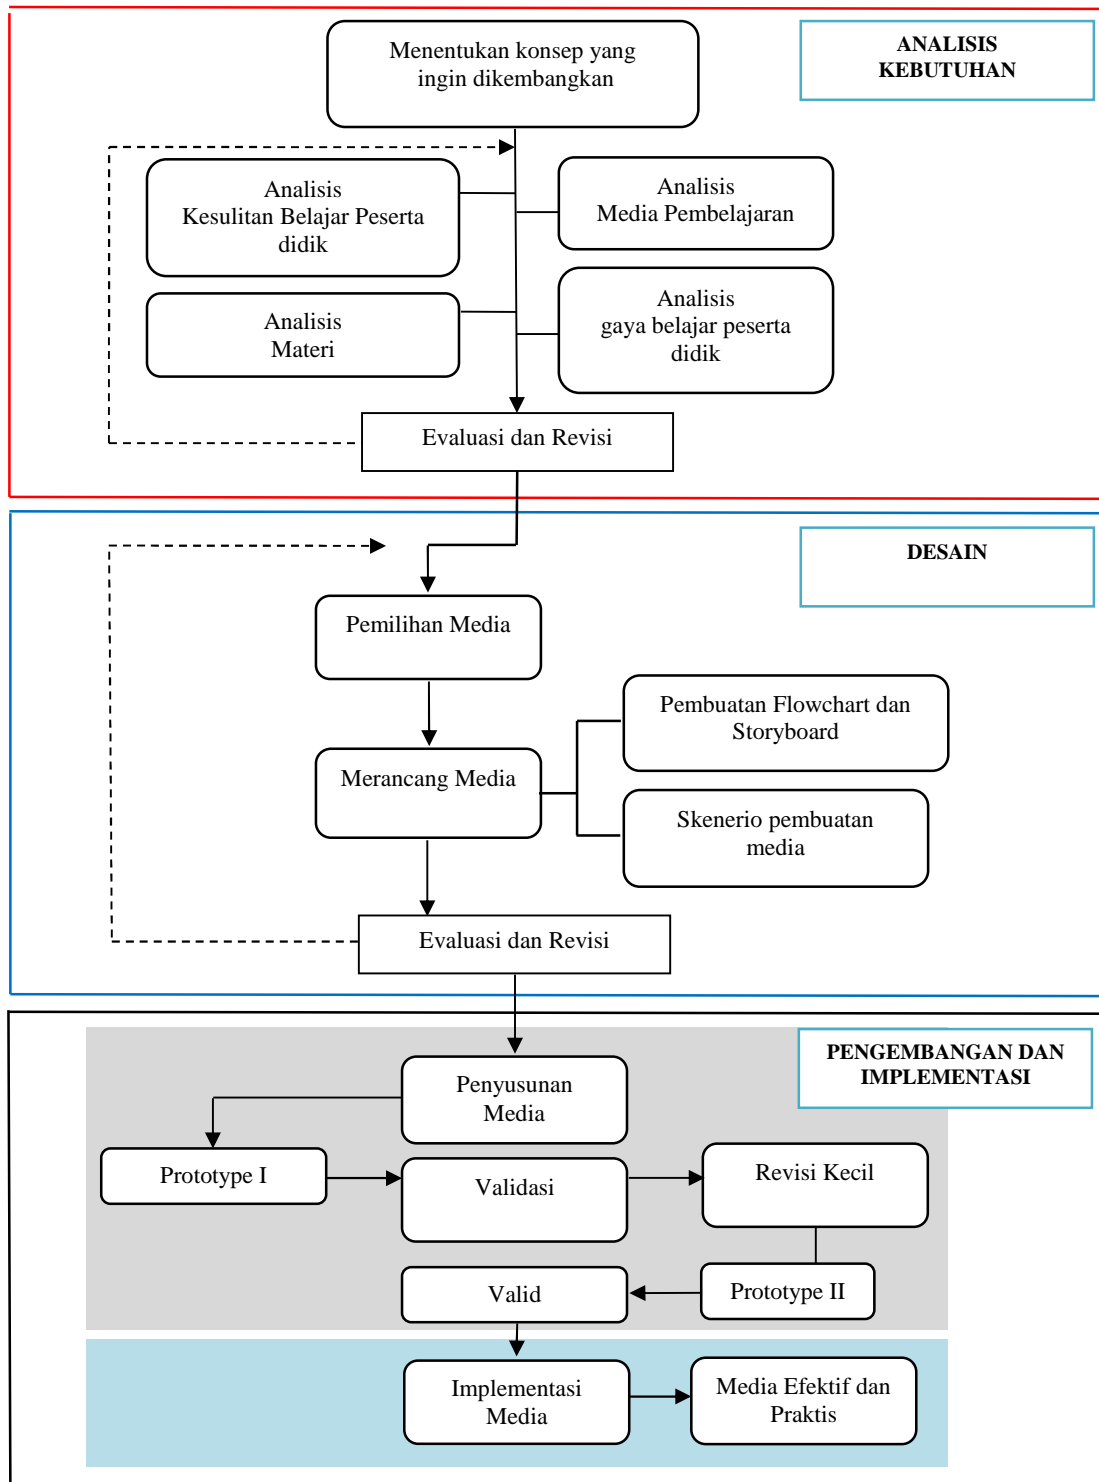 Menentukan konsep yang
ingin dikembangkan
ANALISIS
KEBUTUHAN
Analisis
Kesulitan Belajar Peserta
didik
Analisis
Media Pembelajaran
Analisis
Materi
Analisis
gaya belajar peserta
didik
Evaluasi dan Revisi
DESAIN
Pemilihan Media
Pembuatan Flowchart dan
Storyboard
Merancang Media
Skenerio pembuatan
media
Evaluasi dan Revisi
PENGEMBANGAN DAN
IMPLEMENTASI
Penyusunan
Media
Prototype I
Validasi
Revisi Kecil
Valid
Prototype II
Implementasi
Media
Media Efektif dan
Praktis